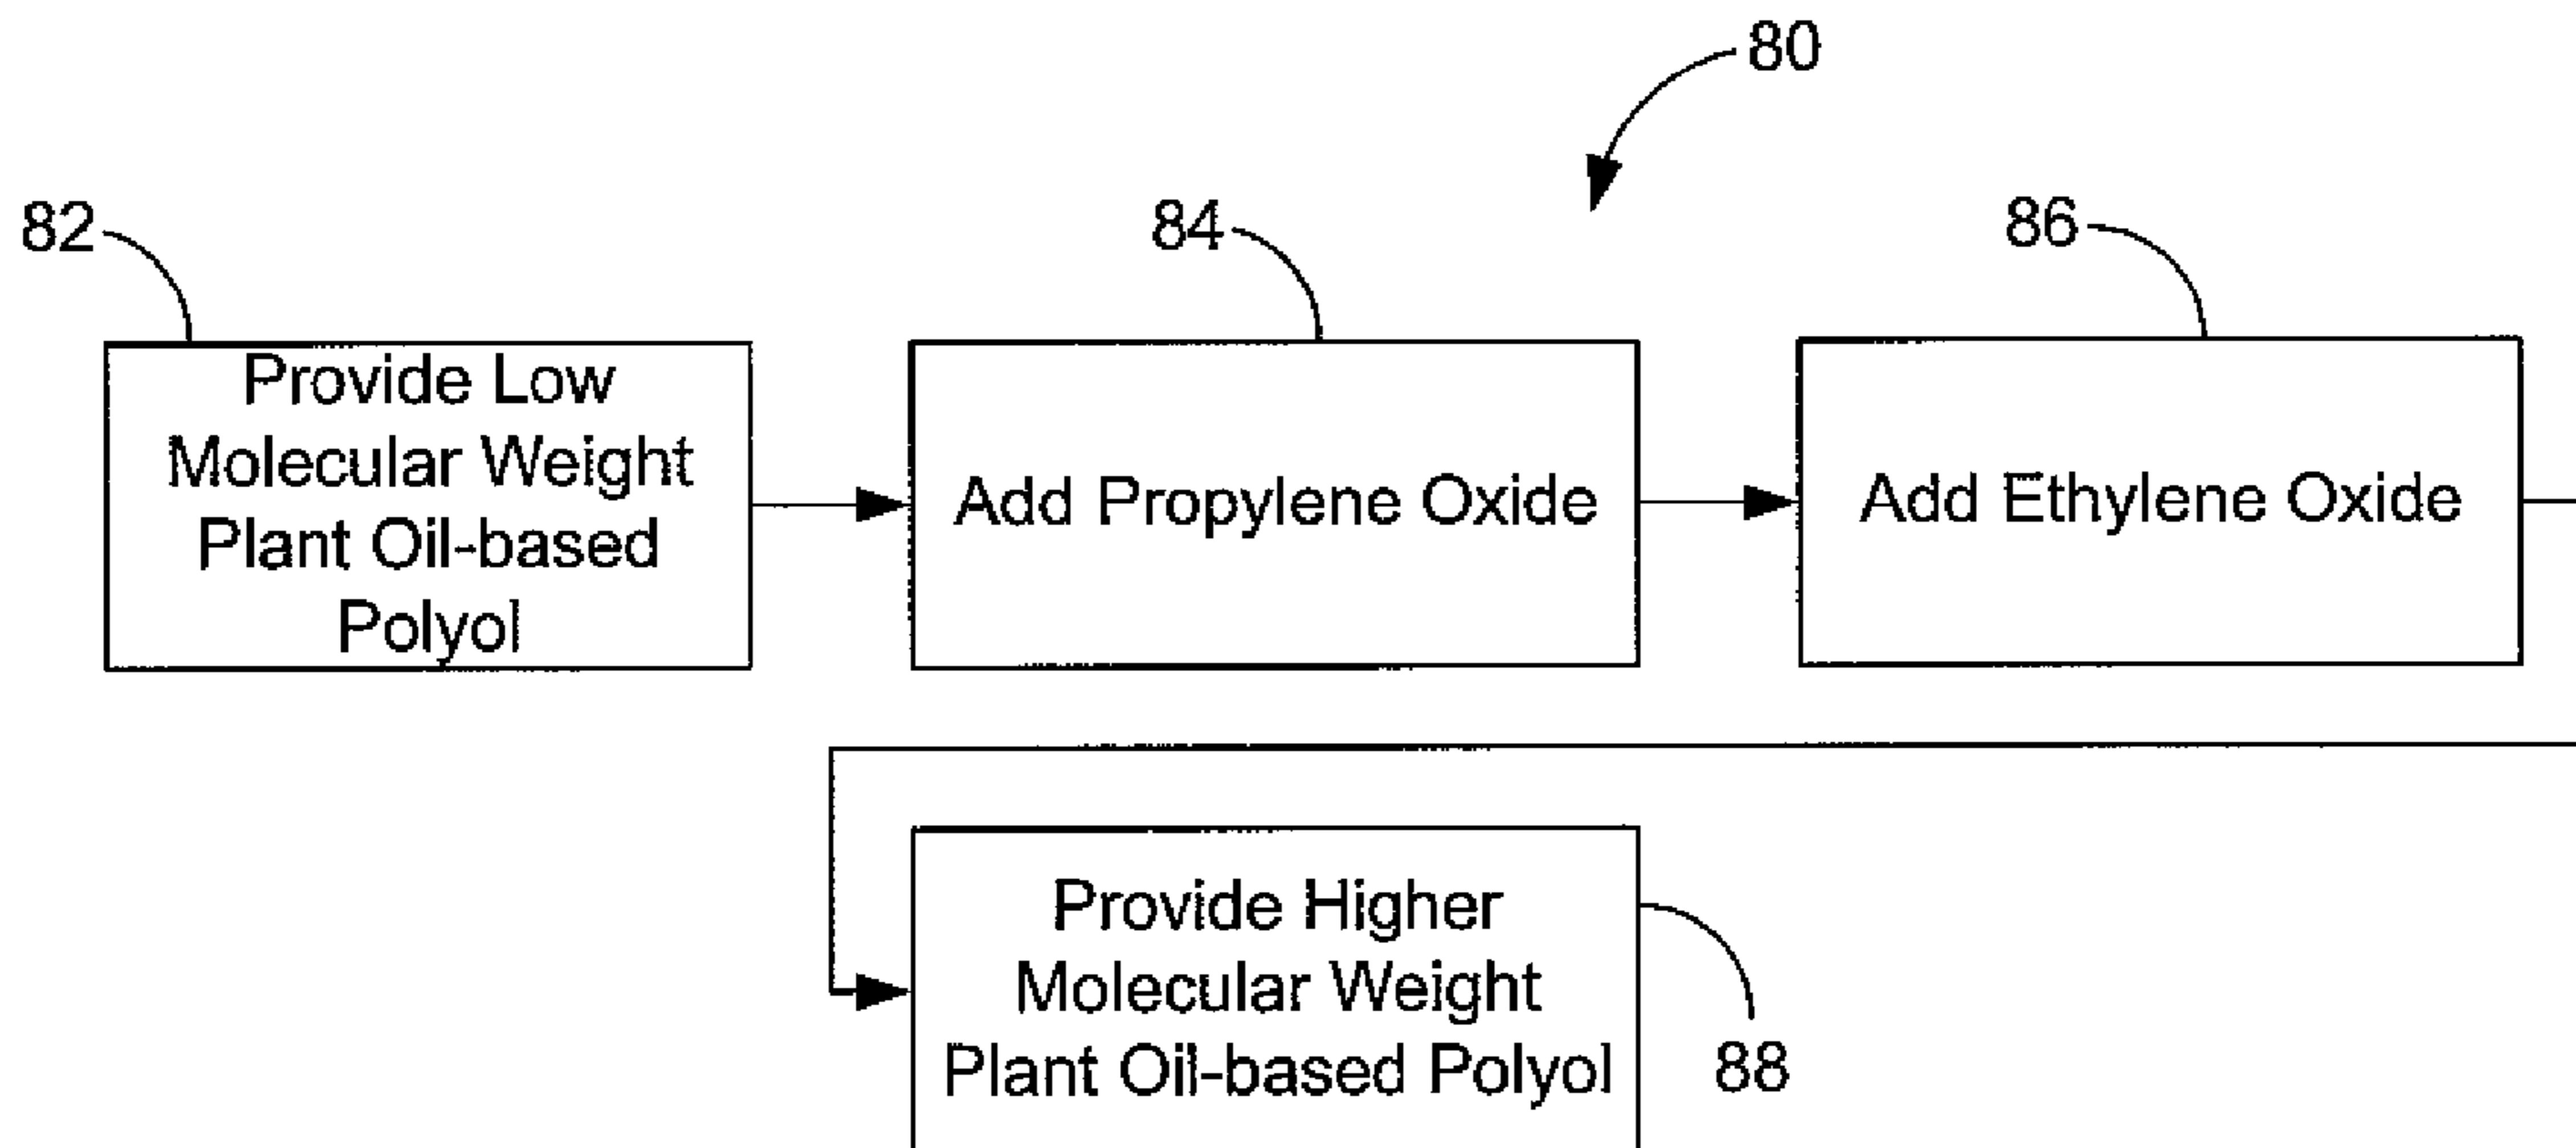 80
82
84
86
Provide Low
Molecular Weight
Plant Oil-based
Polyol
Add Propylene Oxide
Add Ethylene Oxide
Provide Higher
Molecular Weight
Plant Oil-based Polyol
88